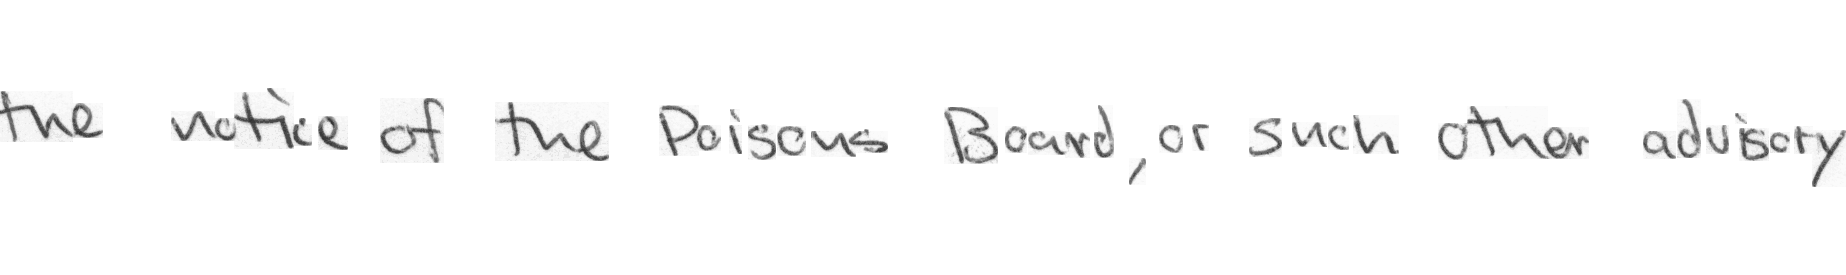 the notice of the Poisons Board, or such other advisory